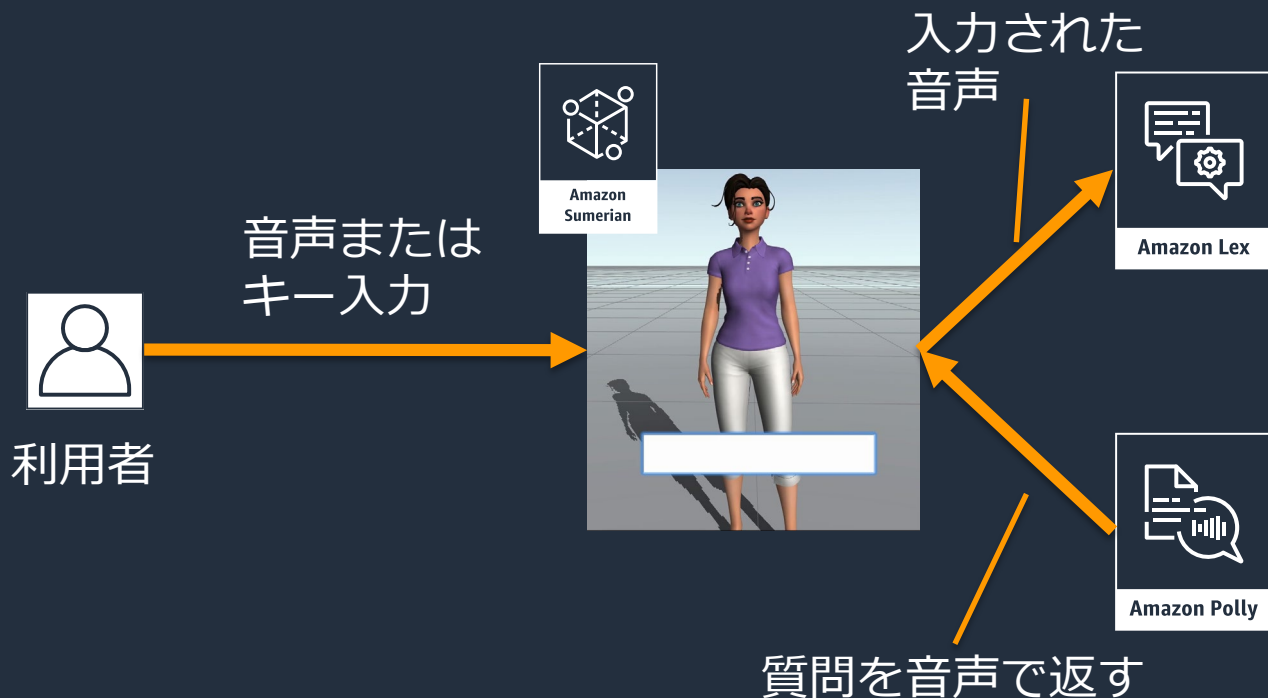 入力された
音声
Amazon
Sumerian
Amazon Lex
音声または
キー入力
利用者
Amazon Polly
質問を音声で返す